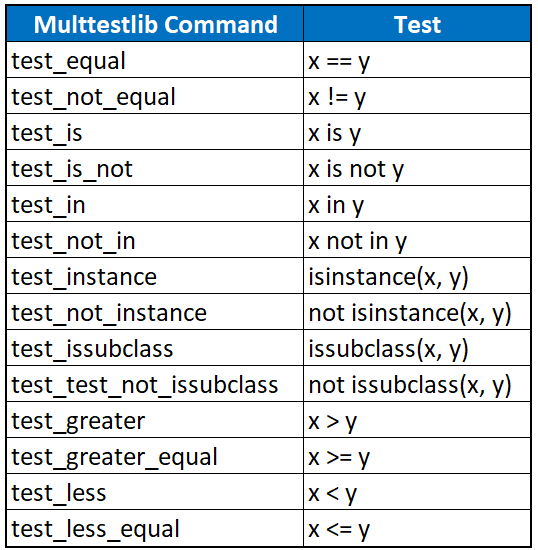 Multtestlib Command Test
test_equal x == y
test_not_equal x != y
test_is x is y
test_is_not x is not y
test_in x in y
test_not_in x not in y
test_instance isinstance(x, y)
test_not_instance not isinstance(x, y)
test_issubclass issubclass(x, y)
test_test_not_issubclass not issubclass(x, y)
test_greater x > y
test_greater_equal x >= y
test_less x < y
test_less_equal x <= y